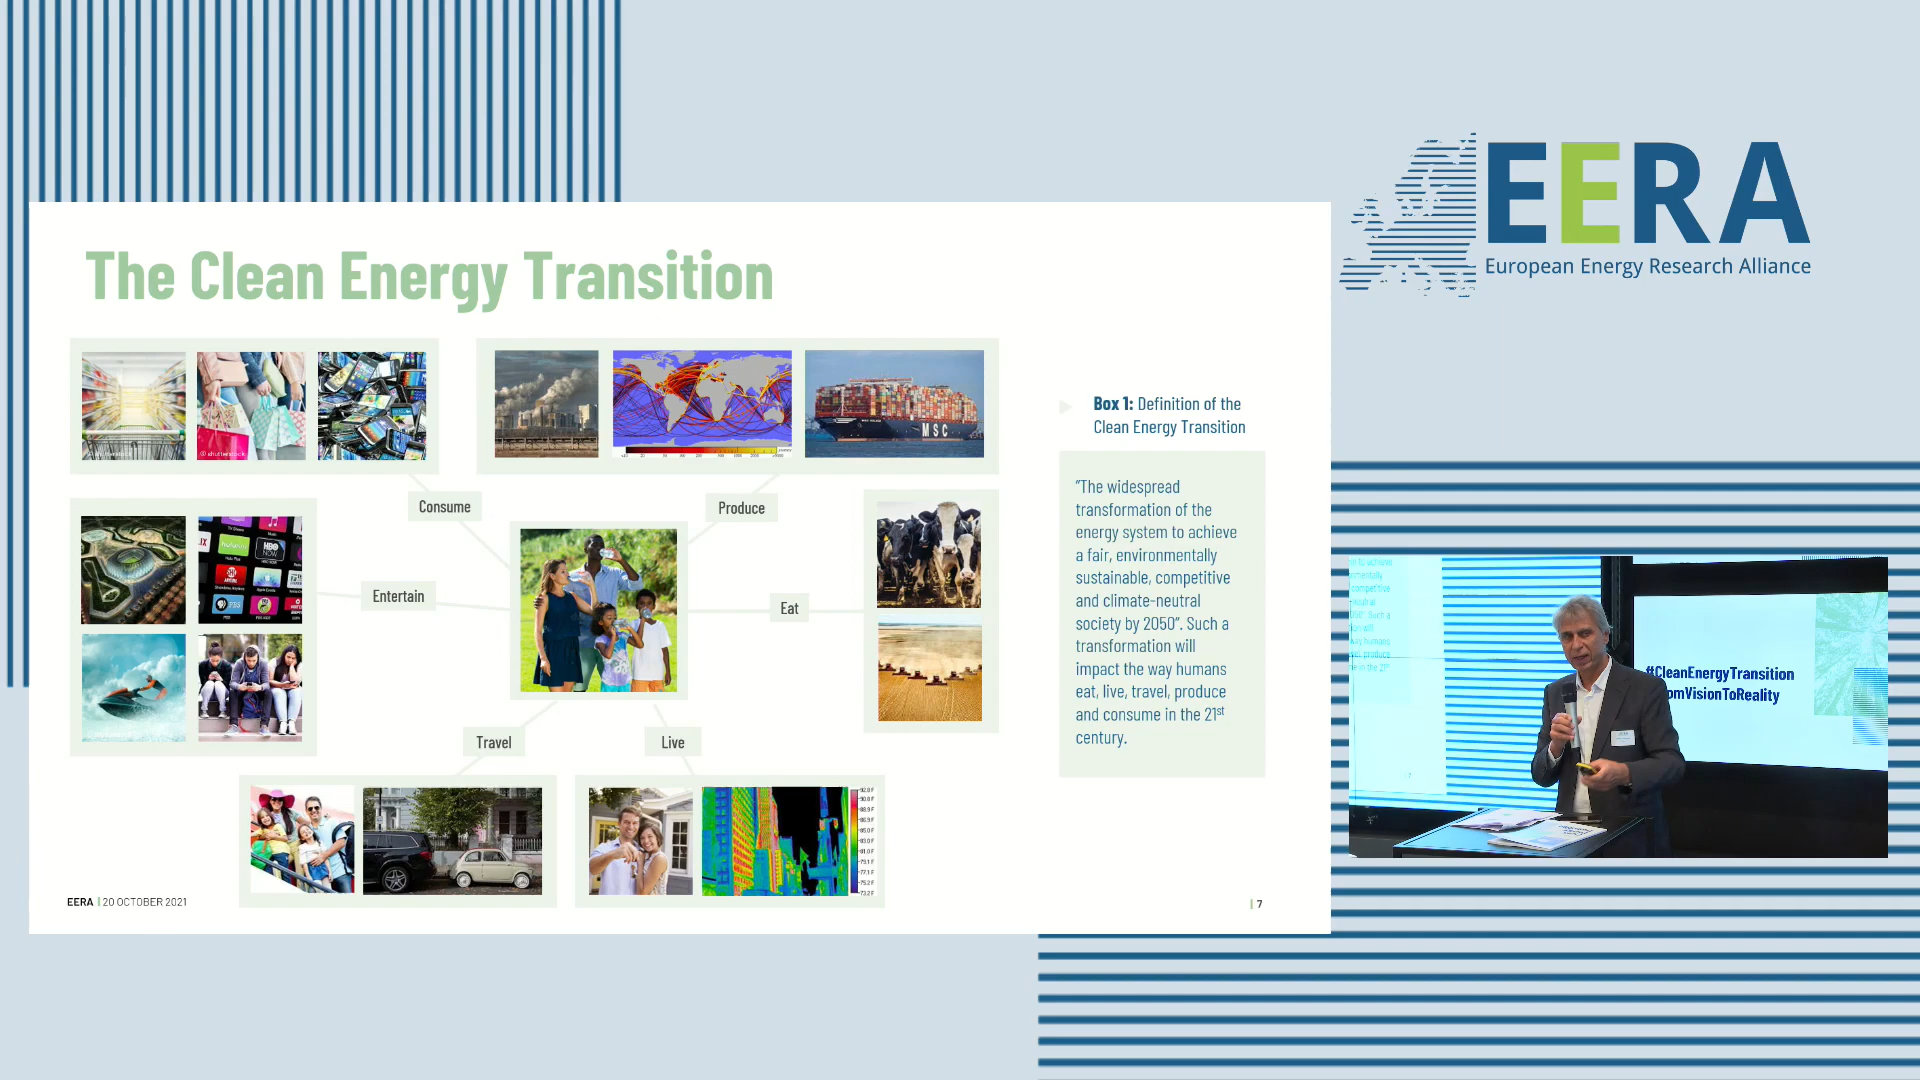 EERA
European Energy Research Alliance
The Clean Energy Transition
Consume
Produce
Entertain
Eat
Travel
Live
MSC
Box 1: Definition of the
Clean Energy Transition
"The widespread
transformation of the
energy system to achieve
a fair, environmentally
sustainable, competitive
and climate-neutral
society by 2050". Such a
transformation will
impact the way humans
eat, live, travel, produce
and consume in the 21st
century.
#CleanEnergyTransition
omVisionToReality
EERA | 20 OCTOBER 2021
| 7